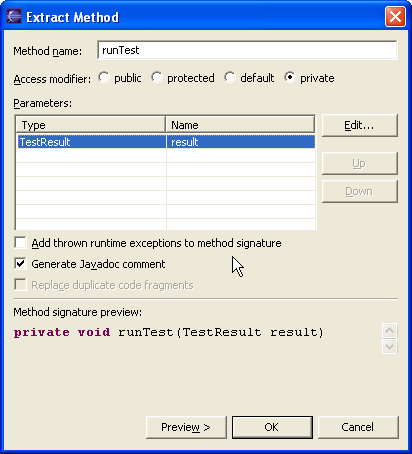 Extract Method
Method name: runTest
Access modifier: public protected default private
Parameters:
Type Name
TestResult result
Edit...
Up
Down
Add thrown runtime exceptions to method signature
Generate Javadoc comment
Replace duplicate code fragments
Method signature preview:
private void runTest(TestResult result)
Preview > OK Cancel